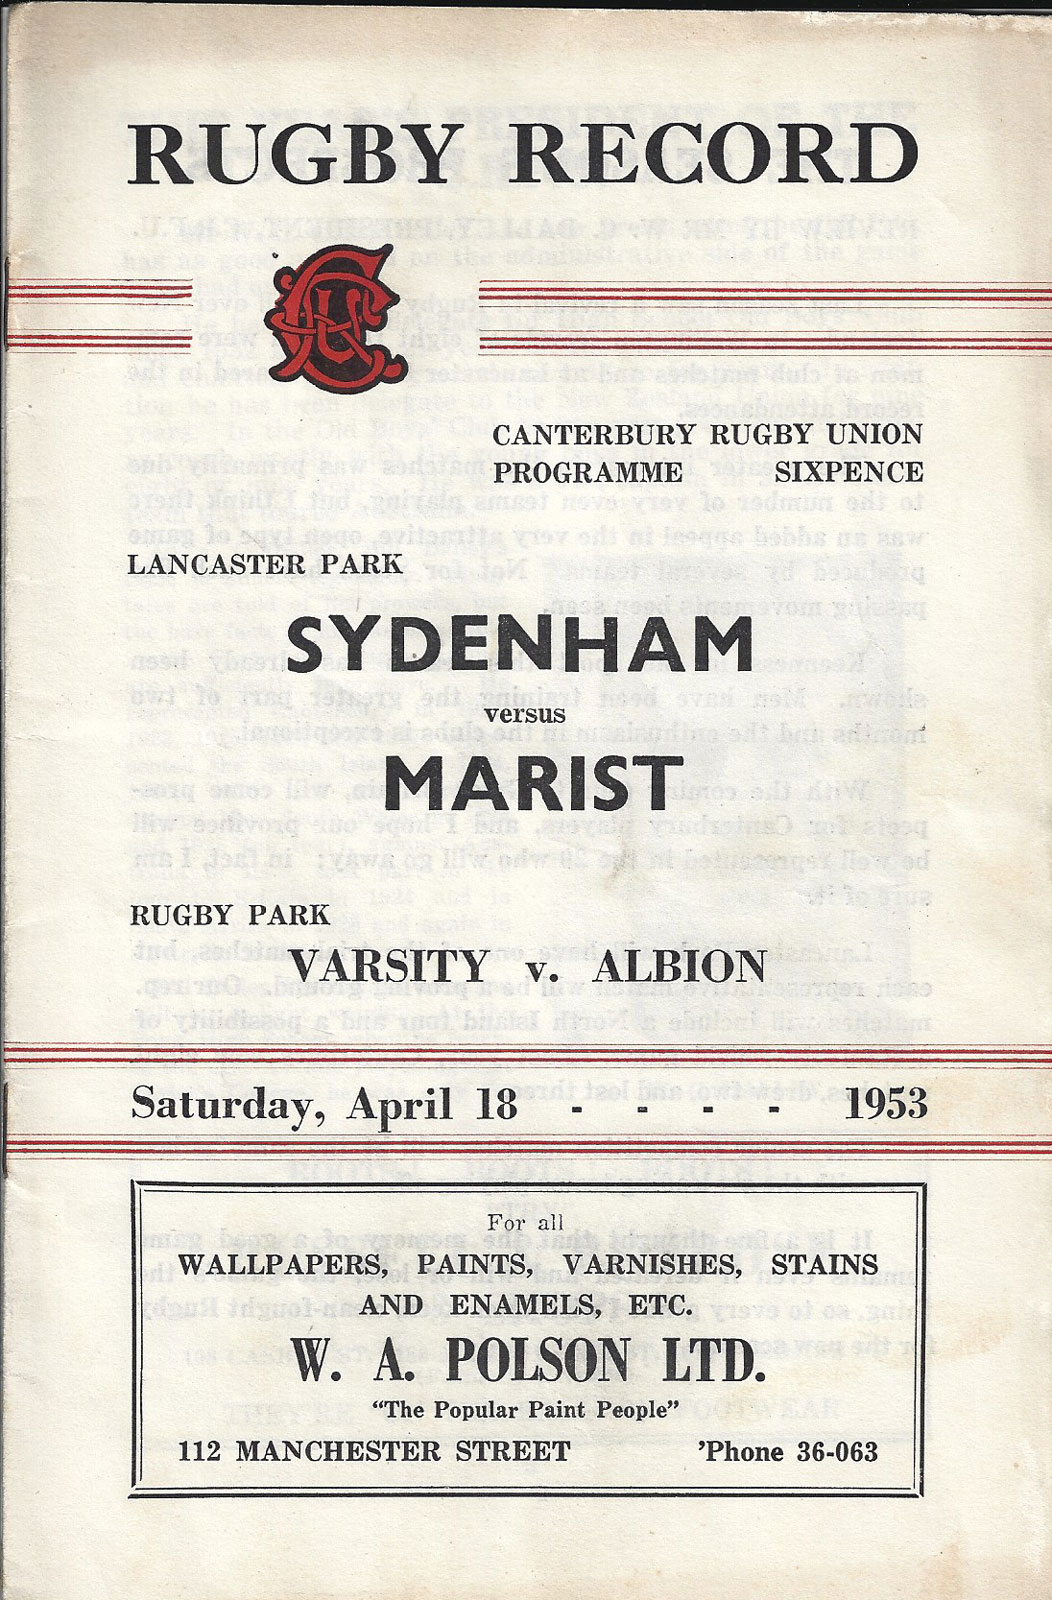 RUGBY RECORD
CRU
CANTERBURY RUGBY UNION
PROGRAMME SIXPENCE
LANCASTER PARK
SYDENHAM
versus
MARIST
RUGBY PARK
VARSITY v. ALBION
Saturday, April 18 - - - - 1953
For all
WALLPAPERS, PAINTS, VARNISHES, STAINS
AND ENAMELS, ETC.
W. A. POLSON LTD.
"The Popular Paint People"
112 MANCHESTER STREET 'Phone 36-063